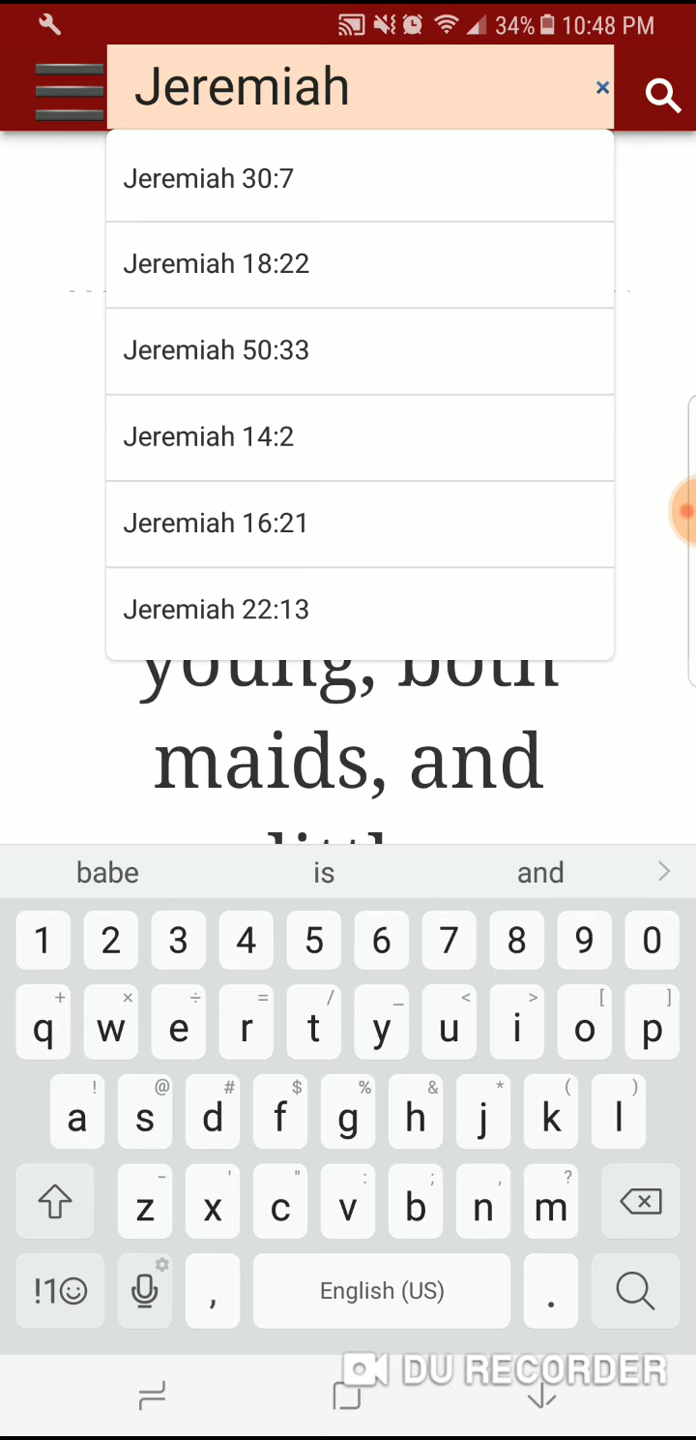 34% 10:48 PM
Jeremiah ×
Jeremiah 30:7
Jeremiah 18:22
Jeremiah 50:33
Jeremiah 14:2
Jeremiah 16:21
Jeremiah 22:13
young, both
maids, and
babe is and >
1 2 3 4 5 6 7 8 9 0
+ × ÷ = / _ < > [ ]
q w e r t y u i o p
! @ # $ % & * ( )
a s d f g h j k l
- ' " : ; , ?
z x c v b n m
!1☺ , English (US) .
DU RECORDER